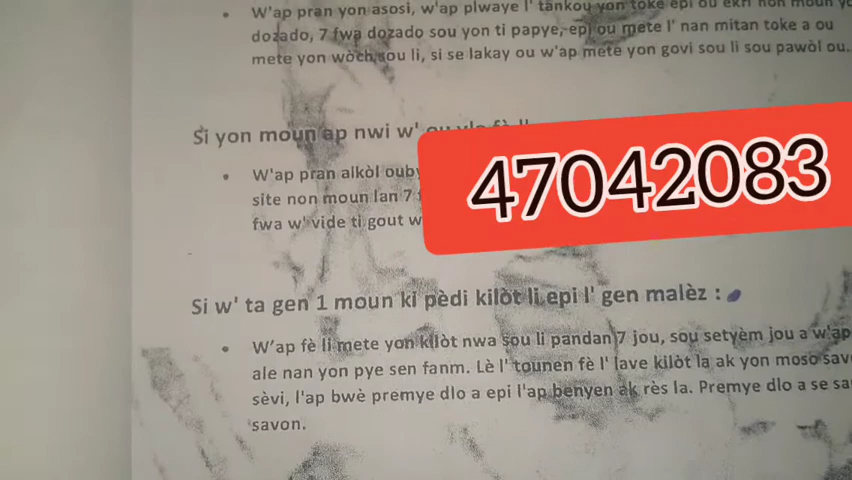 W'ap pran yon asosi, w'ap plwaye l' tankou yon toke epi ou ekri non moun
dozado, 7 fwa dozado sou yon ti papye, epi ou mete l' nan mitan toke a ou
mete yon wòch sou li, si se lakay ou w'ap mete yon govi sou li sou pawòl ou.
Si yon moun ap nwi w'
W'ap pran alkòl
site non moun lan 7
fwa w' vide ti gout
47042083
Si w' ta gen 1 moun ki pèdi kilòt li epi l' gen malèz :
W'ap fè li mete yon kilòt nwa sou li pandan 7 jou, sou setyèm jou a w'ap
ale nan yon pye sen fanm. Lè l' tounen fè l' lave kilòt la ak yon moso
sèvi, l'ap bwè premye dlo a epi l'ap benyen ak rès la. Premye dlo a se
savon.